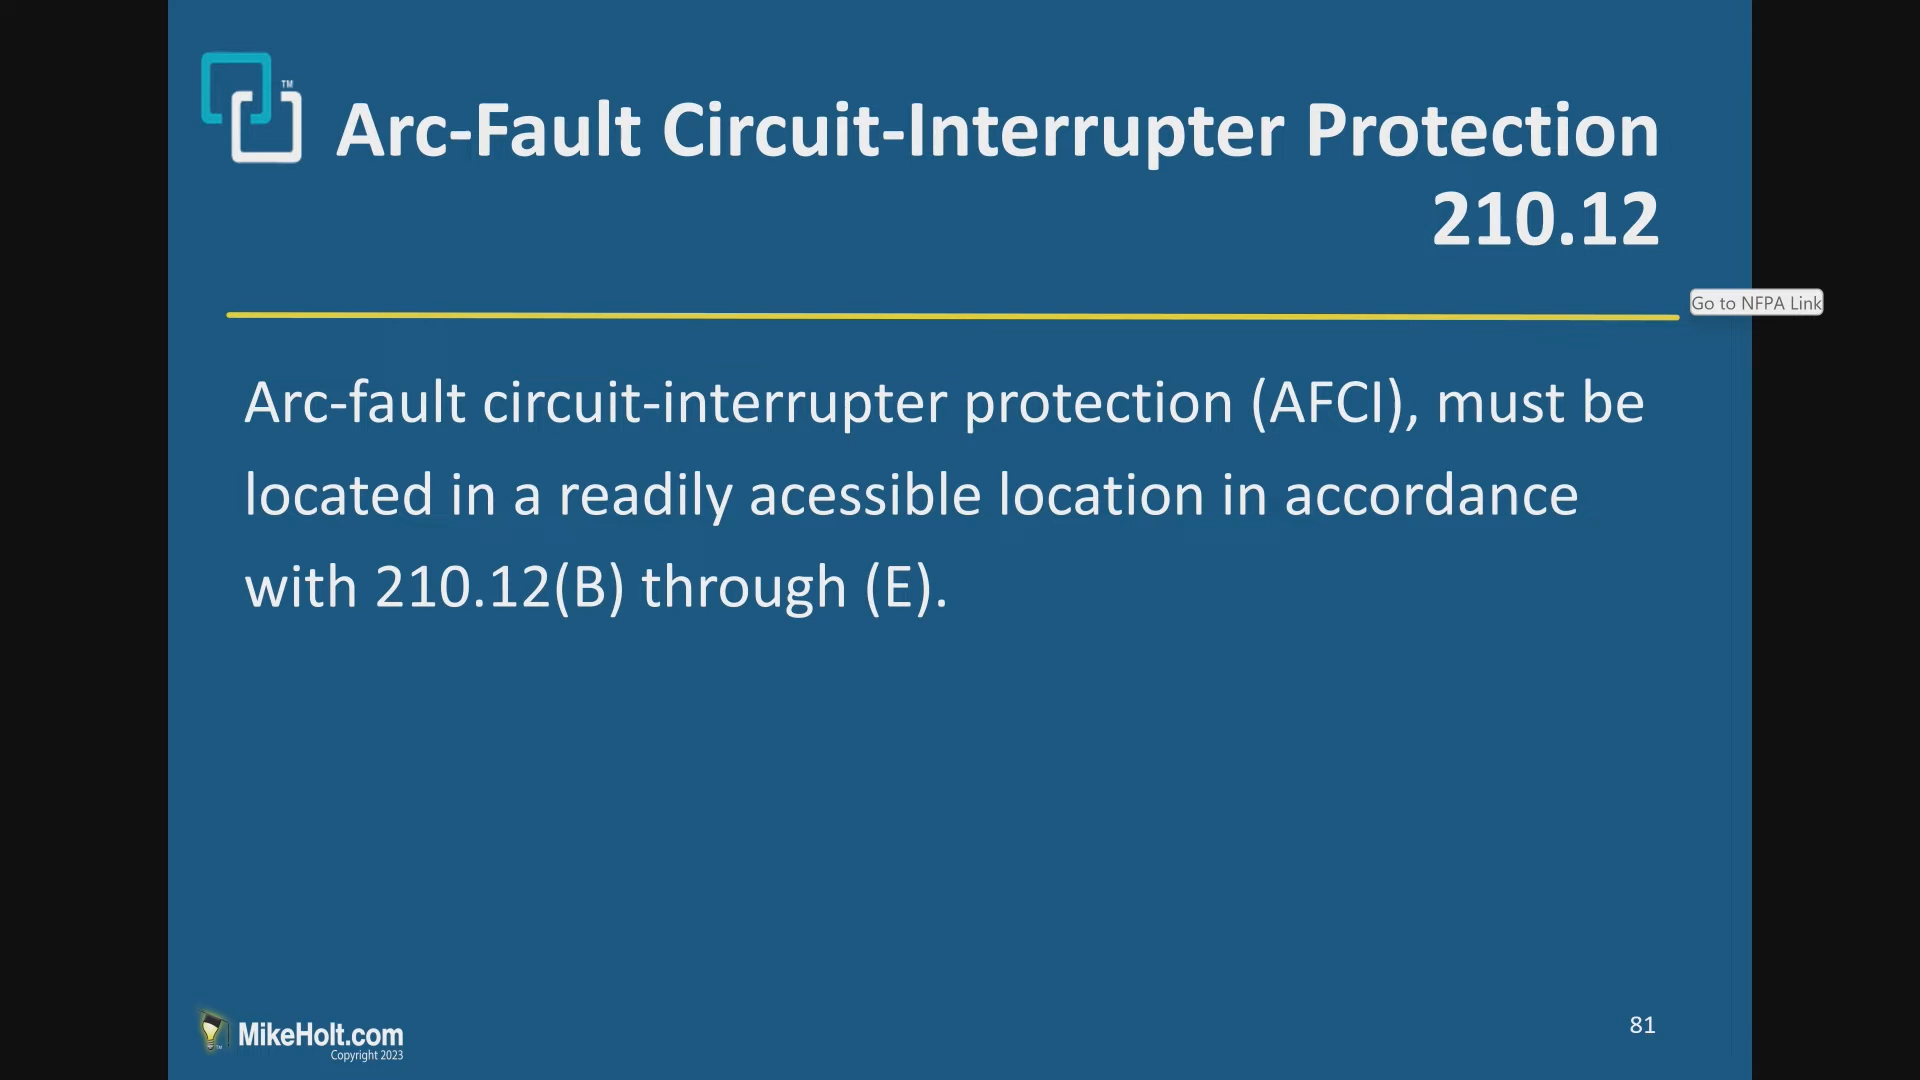 TM
Arc-Fault Circuit-Interrupter Protection
210.12
Go to NFPA Link
Arc-fault circuit-interrupter protection (AFCI), must be
located in a readily acessible location in accordance
with 210.12(B) through (E).
MikeHolt.com
Copyright 2023
81